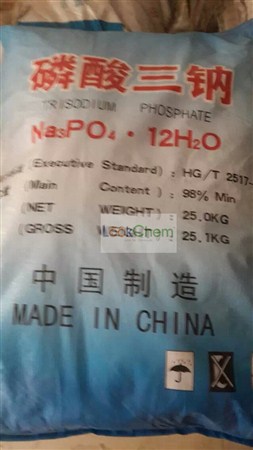 磷酸三钠
TRISODIUM PHOSPHATE
Na₃PO₄·12H₂O
(Executive Standard): HG/T 2517-
(Main Content): 98% Min
(NET WEIGHT): 25.0KG
(GROSS WEIGHT): 25.1KG
中国制造
MADE IN CHINA